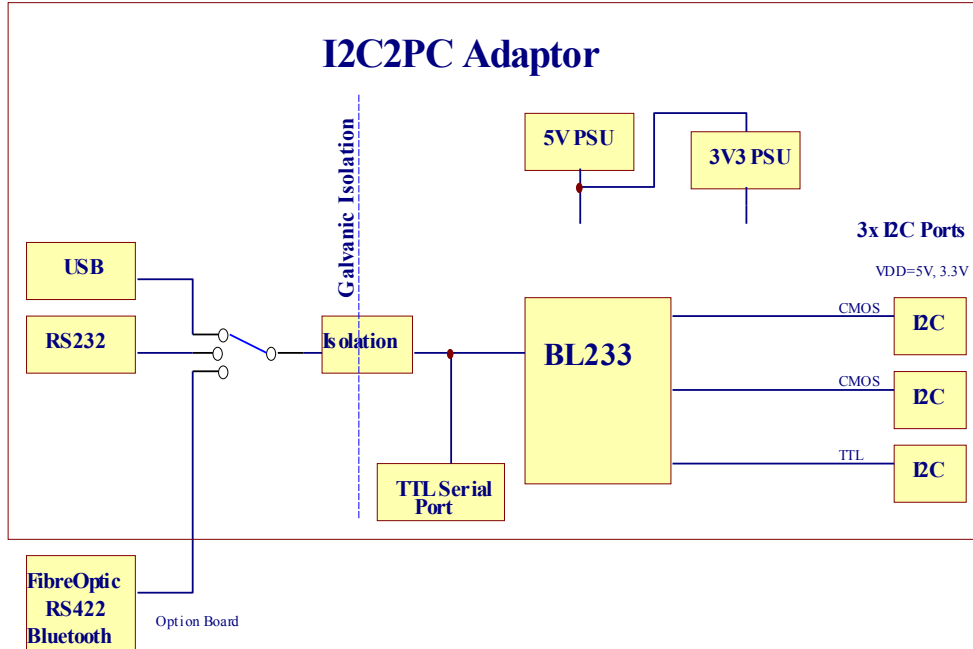 I2C2PC Adaptor
Galvanic Isolation
5V PSU
3V3 PSU
3x I2C Ports
VDD=5V, 3.3V
USB
RS232
Isolation
BL233
CMOS
I2C
CMOS
I2C
TTL
I2C
TTL Serial
Port
FibreOptic
RS422
Bluetooth
Option Board